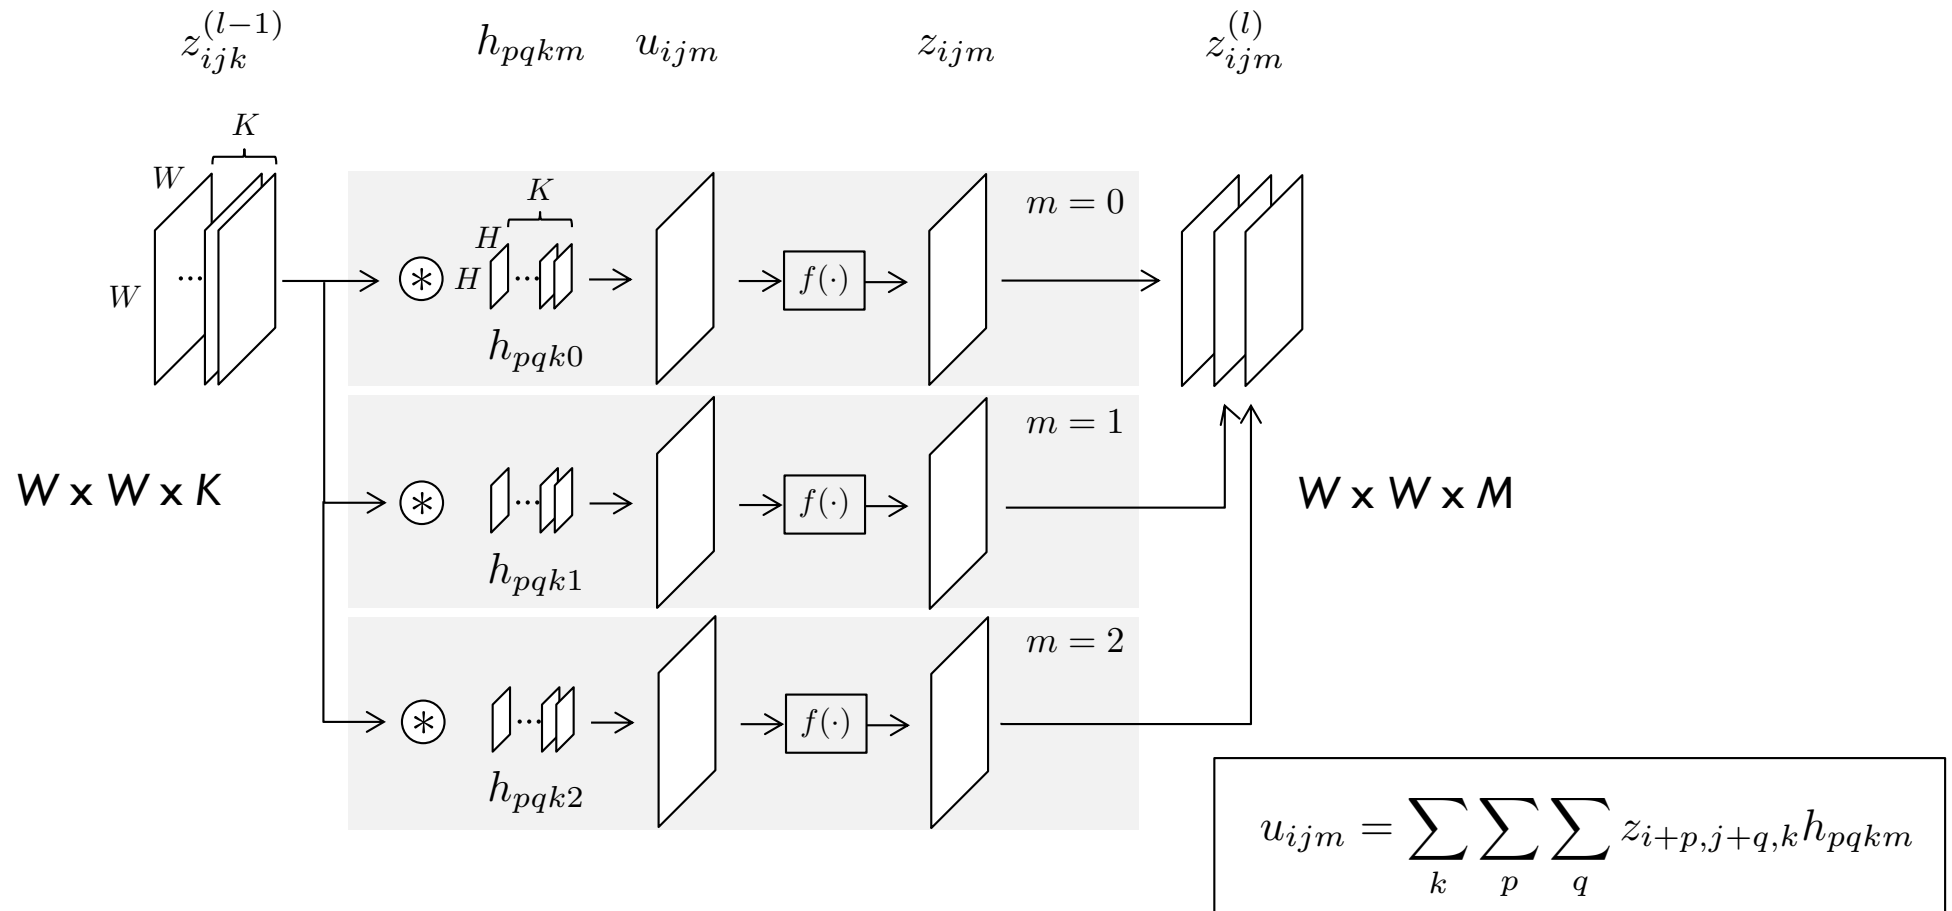 z_{ijk}^{(l-1)} h_{pqkm} u_{ijm} z_{ijm} z_{ijm}^{(l)}
K
W
K
m = 0
H
W
...
H
...
f(·)
h_{pqk0}
m = 1
W x W x K
...
f(·)
W x W x M
h_{pqk1}
m = 2
...
f(·)
h_{pqk2}
u_{ijm} = \sum_k \sum_p \sum_q z_{i+p,j+q,k} h_{pqkm}